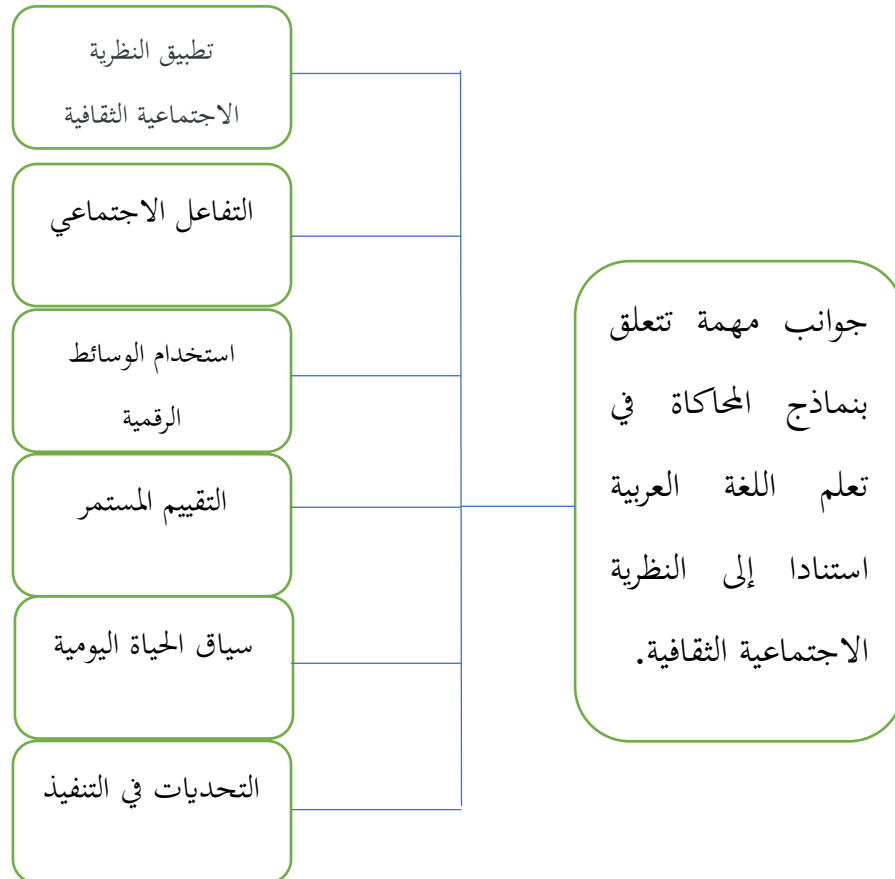 جوانب مهمة تتعلق
بنماذج المحاكاة في
تعلم اللغة العربية
استنادا إلى النظرية
الاجتماعية الثقافية.
تطبيق النظرية
الاجتماعية الثقافية
التفاعل الاجتماعي
استخدام الوسائط
الرقمية
التقييم المستمر
سياق الحياة اليومية
التحديات في التنفيذ